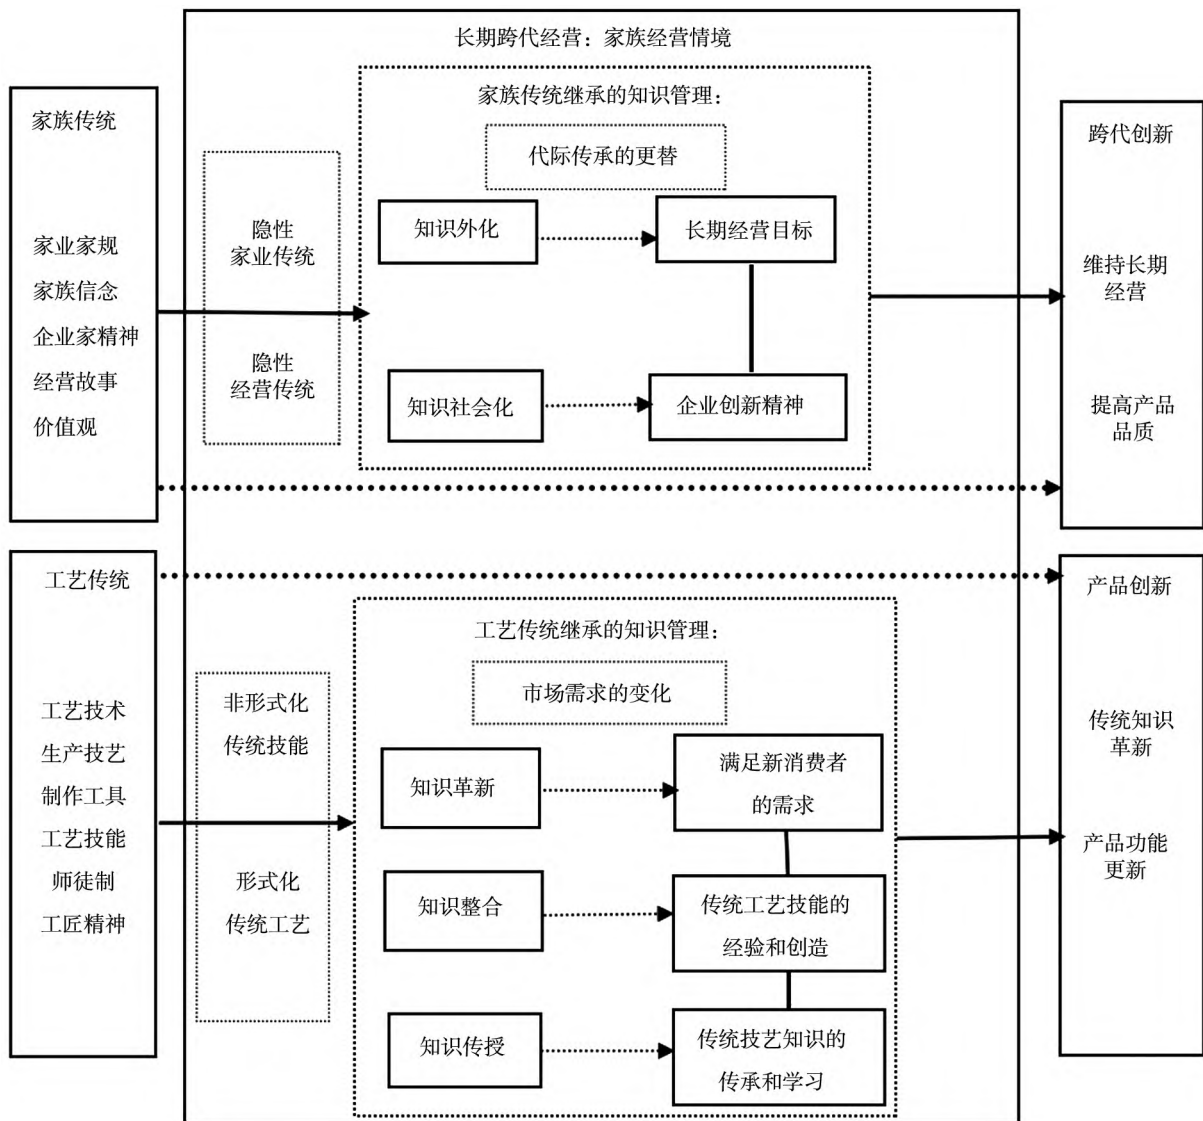 长期跨代经营：家族经营情境
家族传统
家业家规
家族信念
企业家精神
经营故事
价值观
隐性
家业传统
隐性
经营传统
家族传统继承的知识管理：
代际传承的更替
知识外化
长期经营目标
知识社会化
企业创新精神
跨代创新
维持长期
经营
提高产品
品质
工艺传统
工艺技术
生产技艺
制作工具
工艺技能
师徒制
工匠精神
非形式化
传统技能
形式化
传统工艺
工艺传统继承的知识管理：
市场需求的变化
知识革新
满足新消费者
的需求
知识整合
传统工艺技能的
经验和创造
知识传授
传统技艺知识的
传承和学习
产品创新
传统知识
革新
产品功能
更新